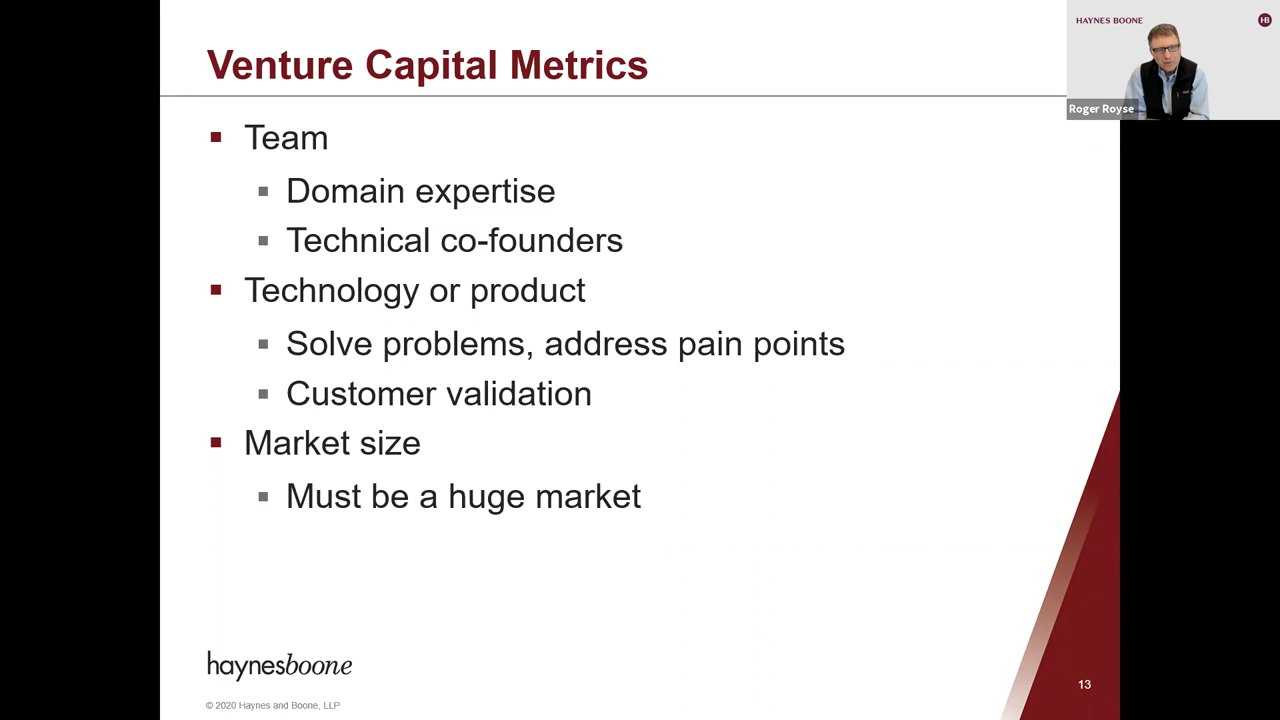 Venture Capital Metrics
HAYNES BOONE
HB
Roger Royse
Team
Domain expertise
Technical co-founders
Technology or product
Solve problems, address pain points
Customer validation
Market size
Must be a huge market
haynesboone
© 2020 Haynes and Boone, LLP
13